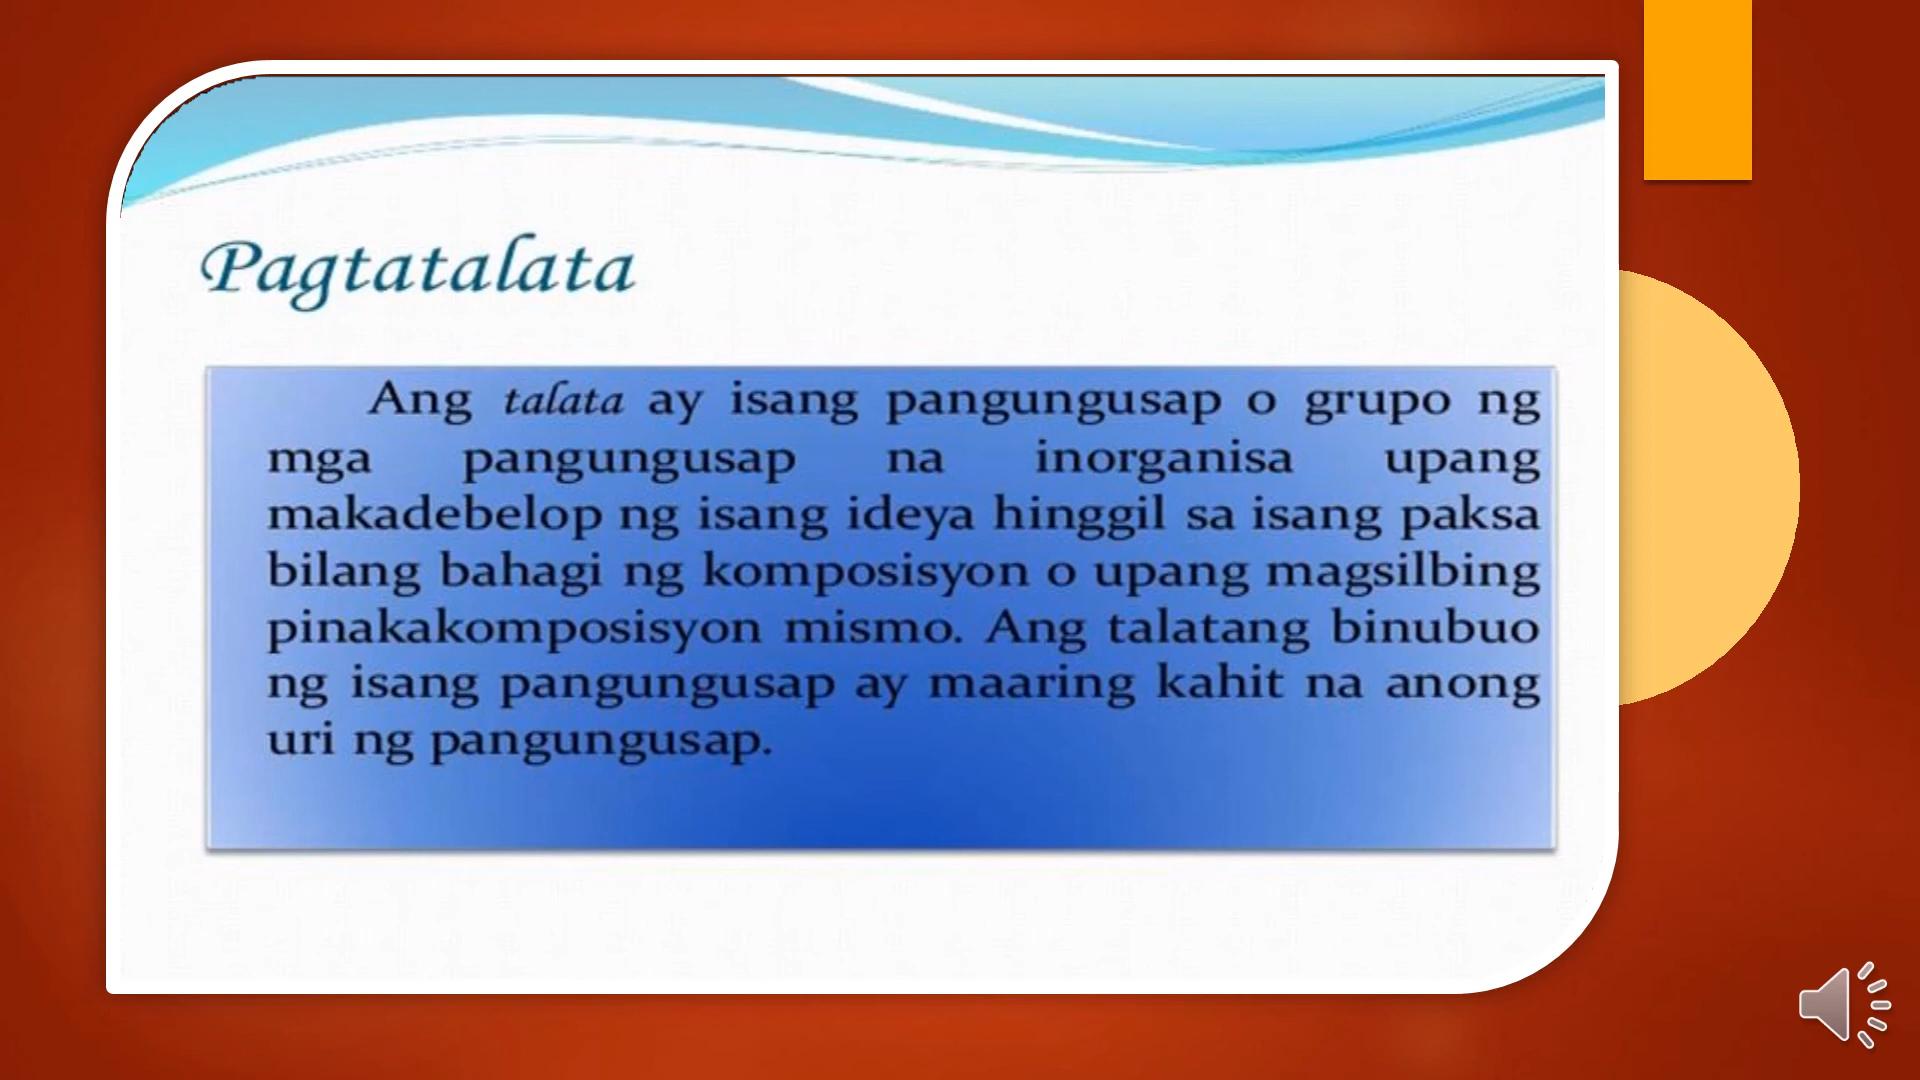 Pagtatalata
Ang talata ay isang pangungusap o grupo ng
mga pangungusap na inorganisa upang
makadebelop ng isang ideya hinggil sa isang paksa
bilang bahagi ng komposisyon o upang magsilbing
pinakakomposisyon mismo. Ang talatang binubuo
ng isang pangungusap ay maaring kahit na anong
uri ng pangungusap.